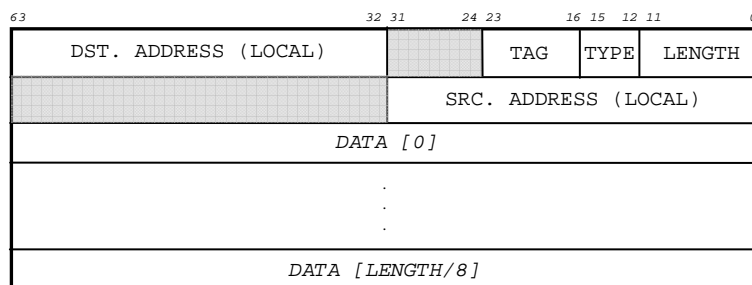 63 32 31 24 23 16 15 12 11 0
DST. ADDRESS (LOCAL) TAG TYPE LENGTH
SRC. ADDRESS (LOCAL)
DATA [0]
.
.
.
DATA [LENGTH/8]